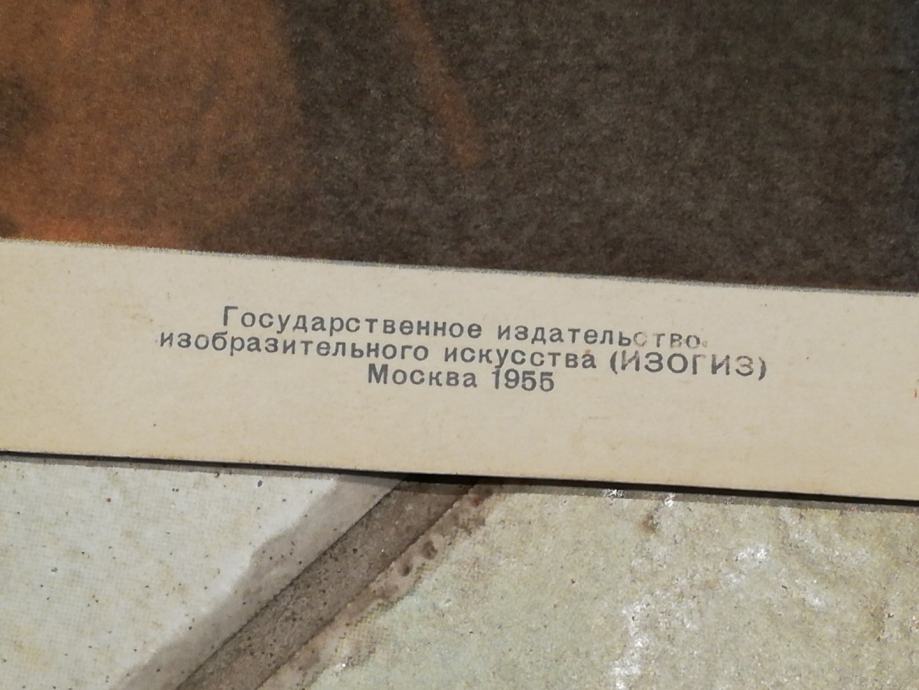 Государственное издательство
изобразительного искусства (ИЗОГИЗ)
Москва 1955